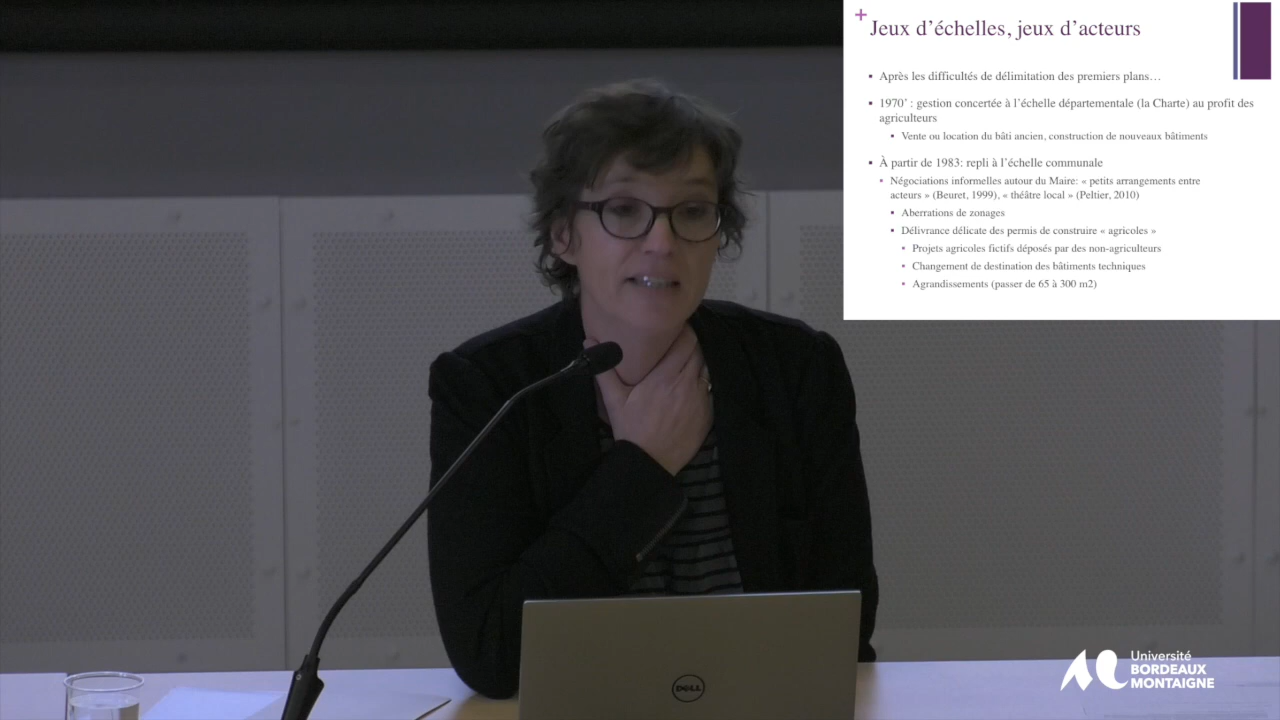 +
Jeux d’échelles, jeux d’acteurs
▪ Après les difficultés de délimitation des premiers plans…
▪ 1970’ : gestion concertée à l’échelle départementale (la Charte) au profit des
agriculteurs
▪ Vente ou location du bâti ancien, construction de nouveaux bâtiments
▪ À partir de 1983: repli à l’échelle communale
▪ Négociations informelles autour du Maire: « petits arrangements entre
acteurs » (Beuret, 1999), « théâtre local » (Peltier, 2010)
▪ Aberrations de zonages
▪ Délivrance délicate des permis de construire « agricoles »
▪ Projets agricoles fictifs déposés par des non-agriculteurs
▪ Changement de destination des bâtiments techniques
▪ Agrandissements (passer de 65 à 300 m2)
DELL
Université
BORDEAUX
MONTAIGNE